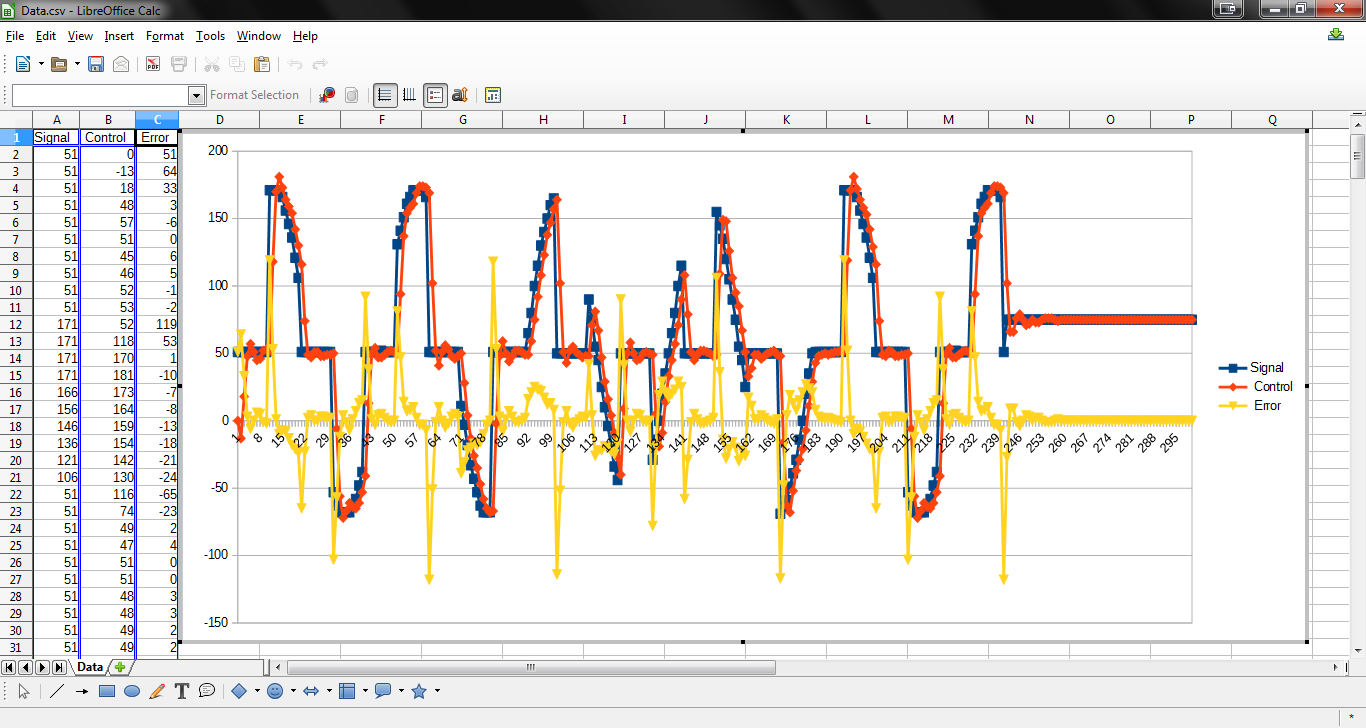 Data.csv - LibreOffice Calc
File Edit View Insert Format Tools Window Help
Format Selection
A B C D E F G H I J K L M N O P Q
1 Signal Control Error
2 51 0 51
3 51 -13 64
4 51 18 33
5 51 48 3
6 51 57 -6
7 51 51 0
8 51 45 6
9 51 46 5
10 51 52 -1
11 51 53 -2
12 171 52 119
13 171 118 53
14 171 170 1
15 171 181 -10
16 166 173 -7
17 156 164 -8
18 146 159 -13
19 136 154 -18
20 121 142 -21
21 106 130 -24
22 51 116 -65
23 51 74 -23
24 51 49 2
25 51 47 4
26 51 51 0
27 51 51 0
28 51 48 3
29 51 48 3
30 51 49 2
31 51 49 2
200
150
100
50
0
-50
-100
-150
1 8 15 22 29 36 43 50 57 64 71 78 85 92 99 106 113 120 127 134 141 148 155 162 169 176 183 190 197 204 211 218 225 232 239 246 253 260 267 274 281 288 295
Signal
Control
Error
Data